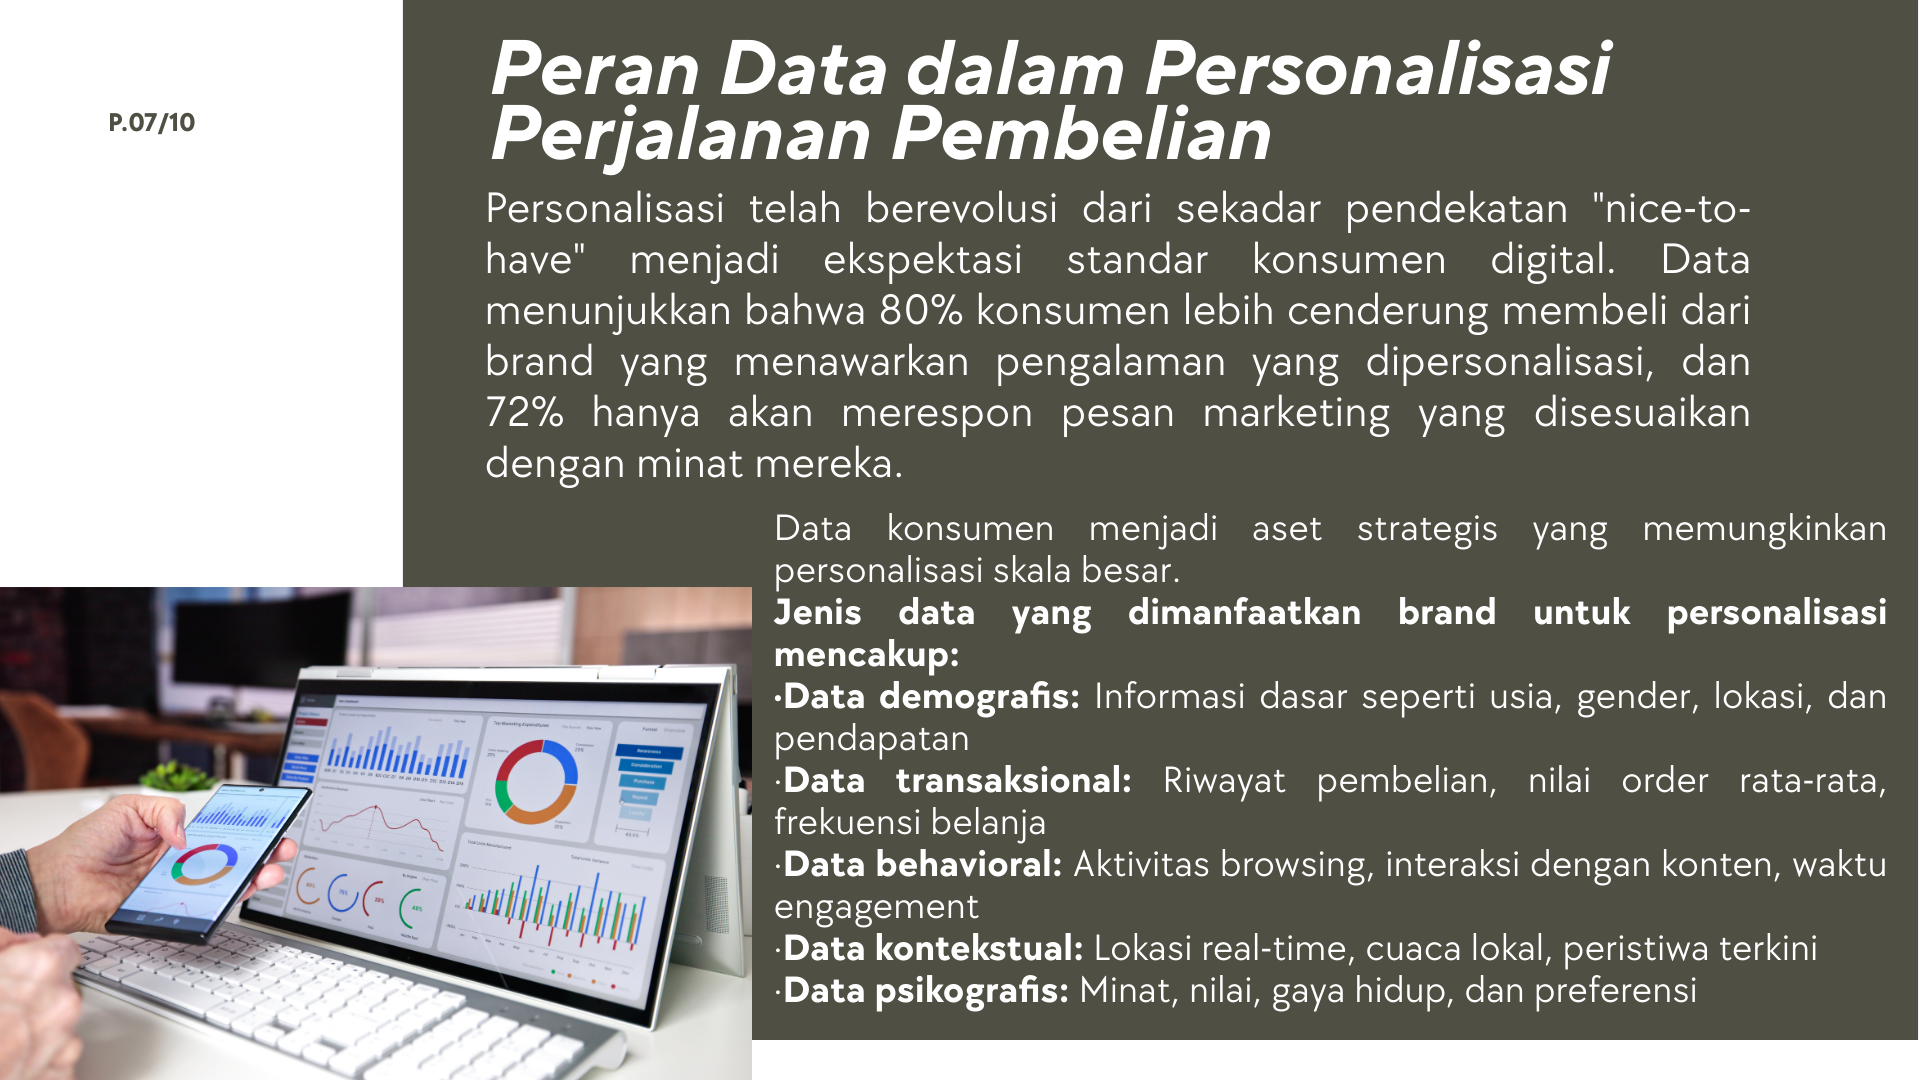 P.07/10
Peran Data dalam Personalisasi
Perjalanan Pembelian
Personalisasi telah berevolusi dari sekadar pendekatan "nice-to-
have" menjadi ekspektasi standar konsumen digital. Data
menunjukkan bahwa 80% konsumen lebih cenderung membeli dari
brand yang menawarkan pengalaman yang dipersonalisasi, dan
72% hanya akan merespon pesan marketing yang disesuaikan
dengan minat mereka.
Data konsumen menjadi aset strategis yang memungkinkan
personalisasi skala besar.
Jenis data yang dimanfaatkan brand untuk personalisasi
mencakup:
·Data demografis: Informasi dasar seperti usia, gender, lokasi, dan
pendapatan
·Data transaksional: Riwayat pembelian, nilai order rata-rata,
frekuensi belanja
·Data behavioral: Aktivitas browsing, interaksi dengan konten, waktu
engagement
·Data kontekstual: Lokasi real-time, cuaca lokal, peristiwa terkini
·Data psikografis: Minat, nilai, gaya hidup, dan preferensi